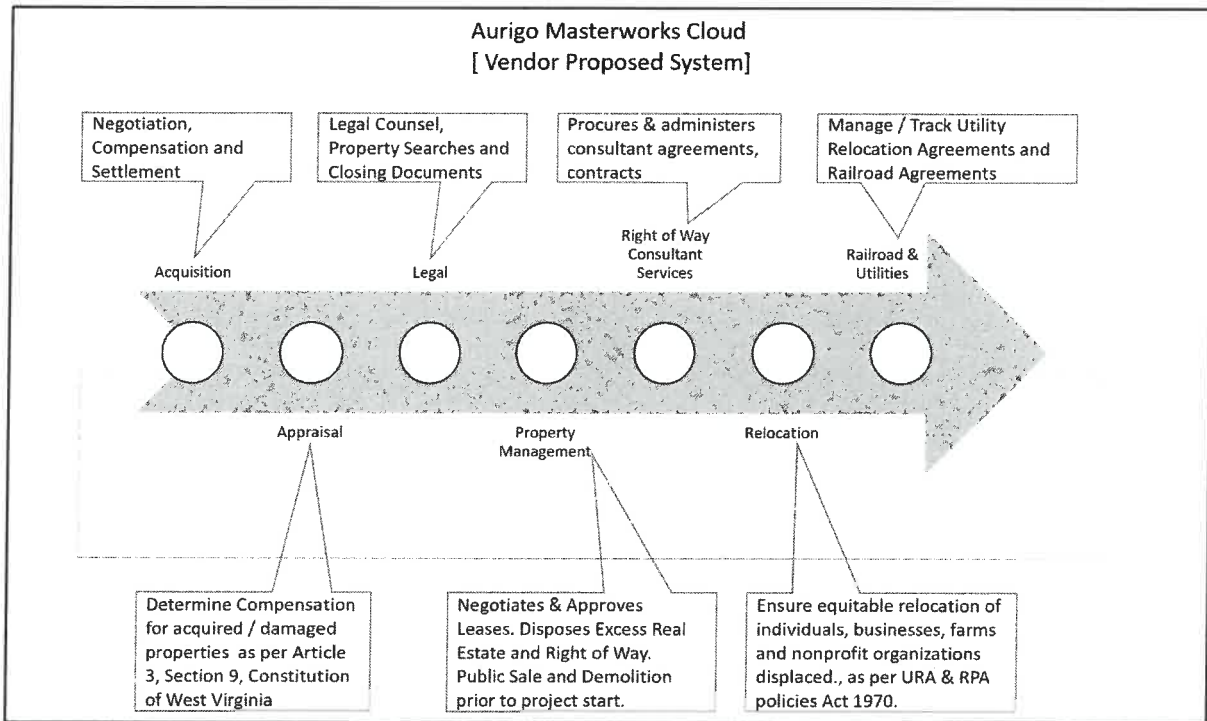 Aurigo Masterworks Cloud
[ Vendor Proposed System]
Negotiation,
Compensation and
Settlement
Legal Counsel,
Property Searches and
Closing Documents
Procures & administers
consultant agreements,
contracts
Manage / Track Utility
Relocation Agreements and
Railroad Agreements
Acquisition
Legal
Right of Way
Consultant
Services
Railroad &
Utilities
Appraisal
Property
Management
Relocation
Determine Compensation
for acquired / damaged
properties as per Article
3, Section 9, Constitution
of West Virginia
Negotiates & Approves
Leases. Disposes Excess Real
Estate and Right of Way.
Public Sale and Demolition
prior to project start.
Ensure equitable relocation of
individuals, businesses, farms
and nonprofit organizations
displaced., as per URA & RPA
policies Act 1970.